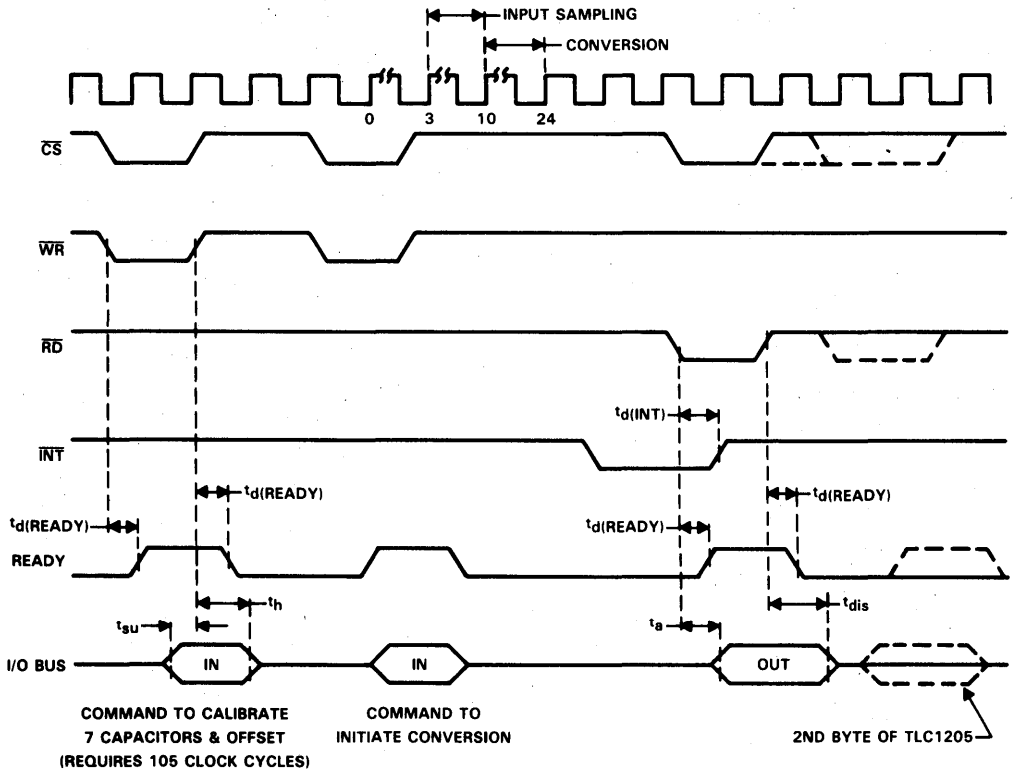 INPUT SAMPLING
CONVERSION
0 3 10 24
CS
WR
RD
td(INT)
INT
td(READY)
td(READY)
td(READY)
td(READY)
READY
th
tdis
tsu
ta
I/O BUS
IN
IN
OUT
COMMAND TO CALIBRATE
7 CAPACITORS & OFFSET
(REQUIRES 105 CLOCK CYCLES)
COMMAND TO
INITIATE CONVERSION
2ND BYTE OF TLC1205